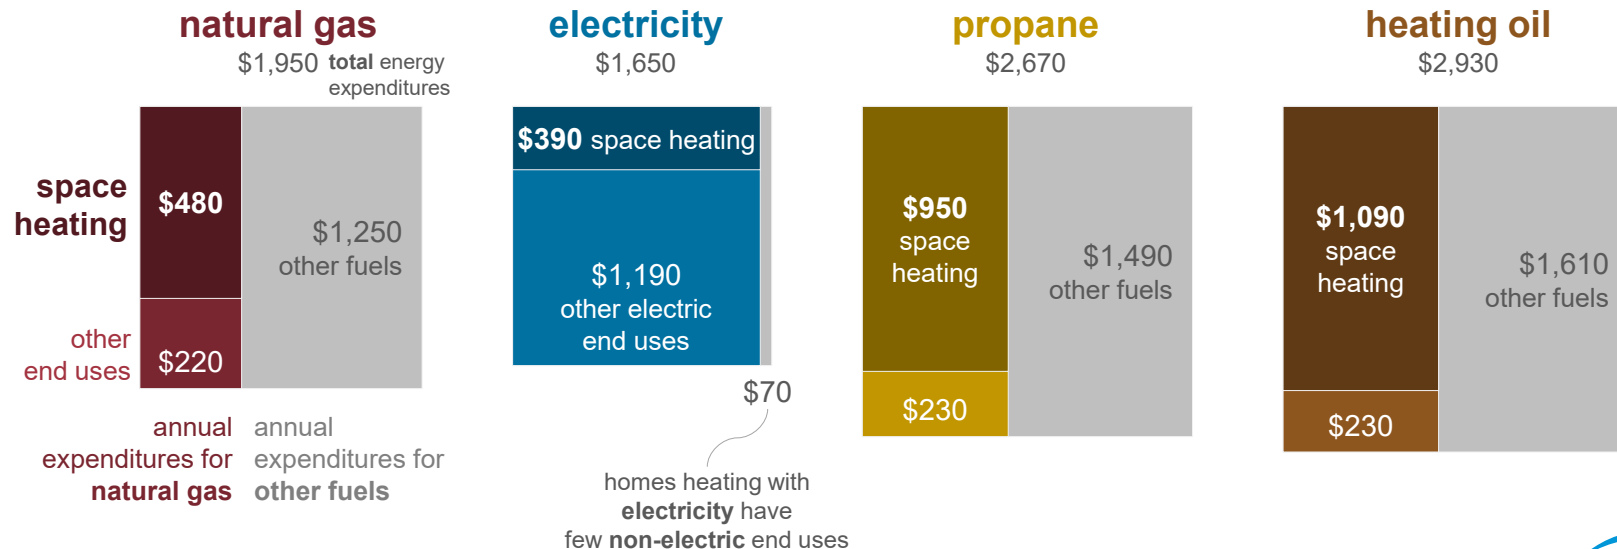 natural gas
$1,950 total energy
expenditures
space
heating
$480
$1,250
other fuels
other
end uses
$220
annual
expenditures for
natural gas
annual
expenditures for
other fuels
electricity
$1,650
$390 space heating
$1,190
other electric
end uses
$70
homes heating with
electricity have
few non-electric end uses
propane
$2,670
$950
space
heating
$1,490
other fuels
$230
heating oil
$2,930
$1,090
space
heating
$1,610
other fuels
$230